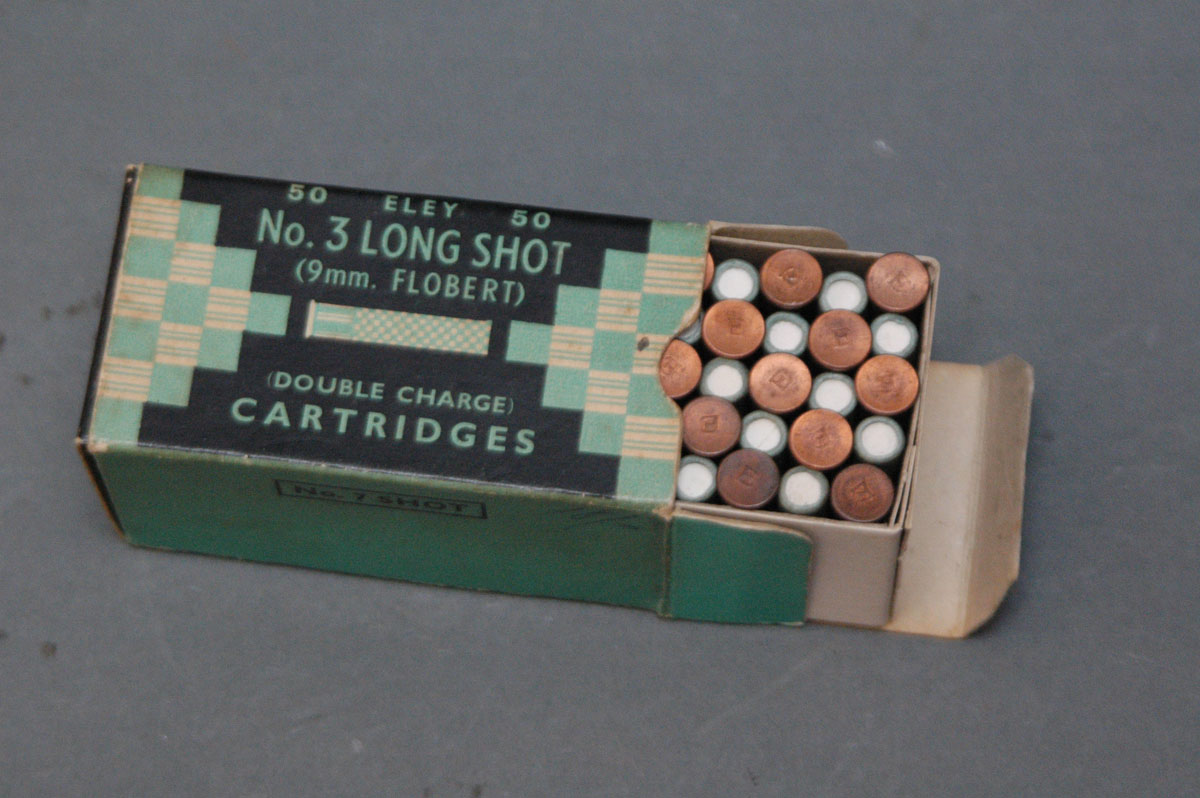 50 ELEY 50
No. 3 LONG SHOT
(9mm. FLOBERT)
(DOUBLE CHARGE)
CARTRIDGES
No. 7 SHOT